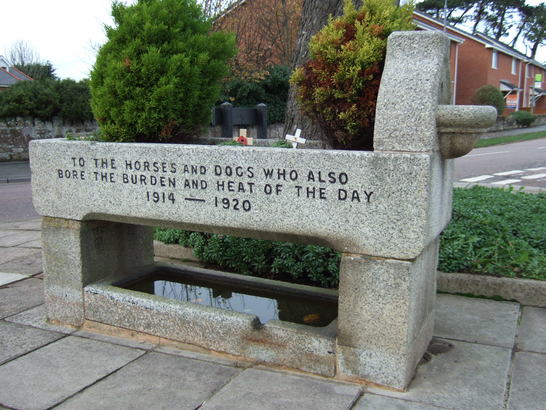 TO THE HORSES AND DOGS WHO ALSO
BORE THE BURDEN AND HEAT OF THE DAY
1914 — 1920